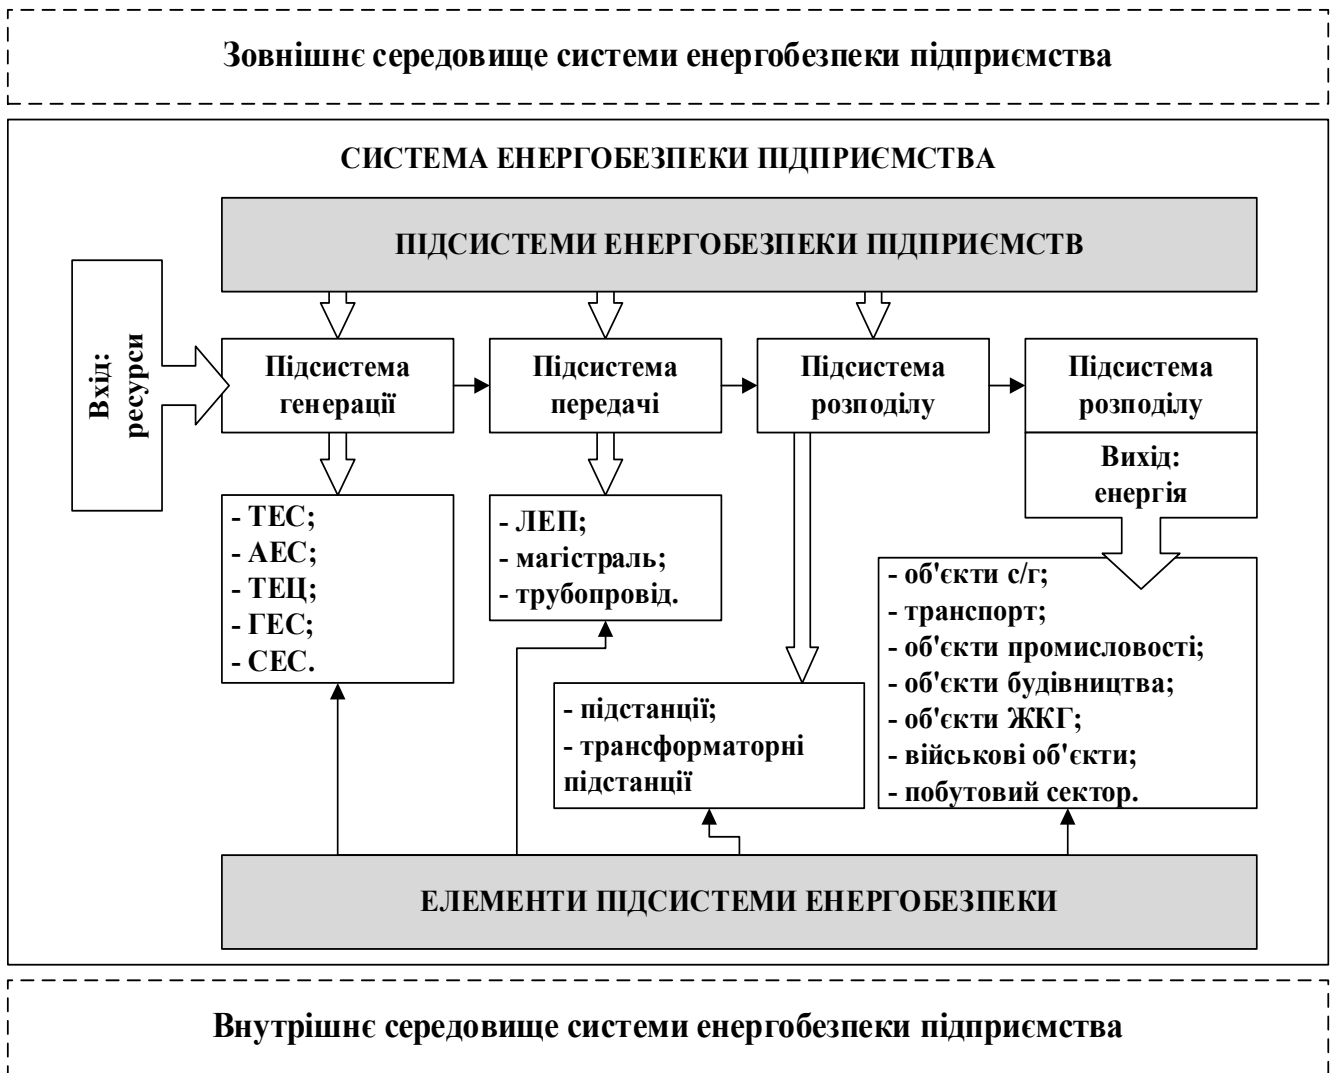 Зовнішнє середовище системи енергобезпеки підприємства
СИСТЕМА ЕНЕРГОБЕЗПЕКИ ПІДПРИЄМСТВА
ПІДСИСТЕМИ ЕНЕРГОБЕЗПЕКИ ПІДПРИЄМСТВ
Вхід:
ресурси
Підсистема
генерації
Підсистема
передачі
Підсистема
розподілу
Підсистема
розподілу
Вихід:
енергія
- ТЕС;
- АЕС;
- ТЕЦ;
- ГЕС;
- СЕС.
- ЛЕП;
- магістраль;
- трубопровід.
- підстанції;
- трансформаторні
підстанції
- об'єкти с/г;
- транспорт;
- об'єкти промисловості;
- об'єкти будівництва;
- об'єкти ЖКГ;
- військові об'єкти;
- побутовий сектор.
ЕЛЕМЕНТИ ПІДСИСТЕМИ ЕНЕРГОБЕЗПЕКИ
Внутрішнє середовище системи енергобезпеки підприємства